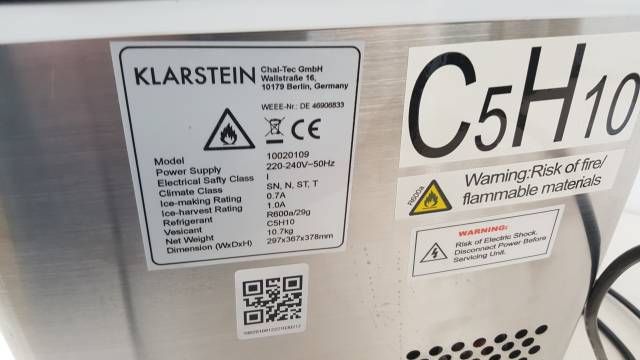 KLARSTEIN
Chal-Tec GmbH
Wallstraße 16,
10179 Berlin, Germany
WEEE-Nr.: DE 46906833
CE
Model 10020109
Power Supply 220-240V~50Hz
Electrical Safty Class I
Climate Class SN, N, ST, T
Ice-making Rating 0.7A
Ice-harvest Rating 1.0A
Refrigerant R600a/29g
Vesicant C5H10
Net Weight 10.7kg
Dimension (WxDxH) 297x367x378mm
C5H10
R600a
Warning:Risk of fire/
flammable materials
WARNING:
Risk of Electric Shock.
Disconnect Power Before
Servicing Unit.